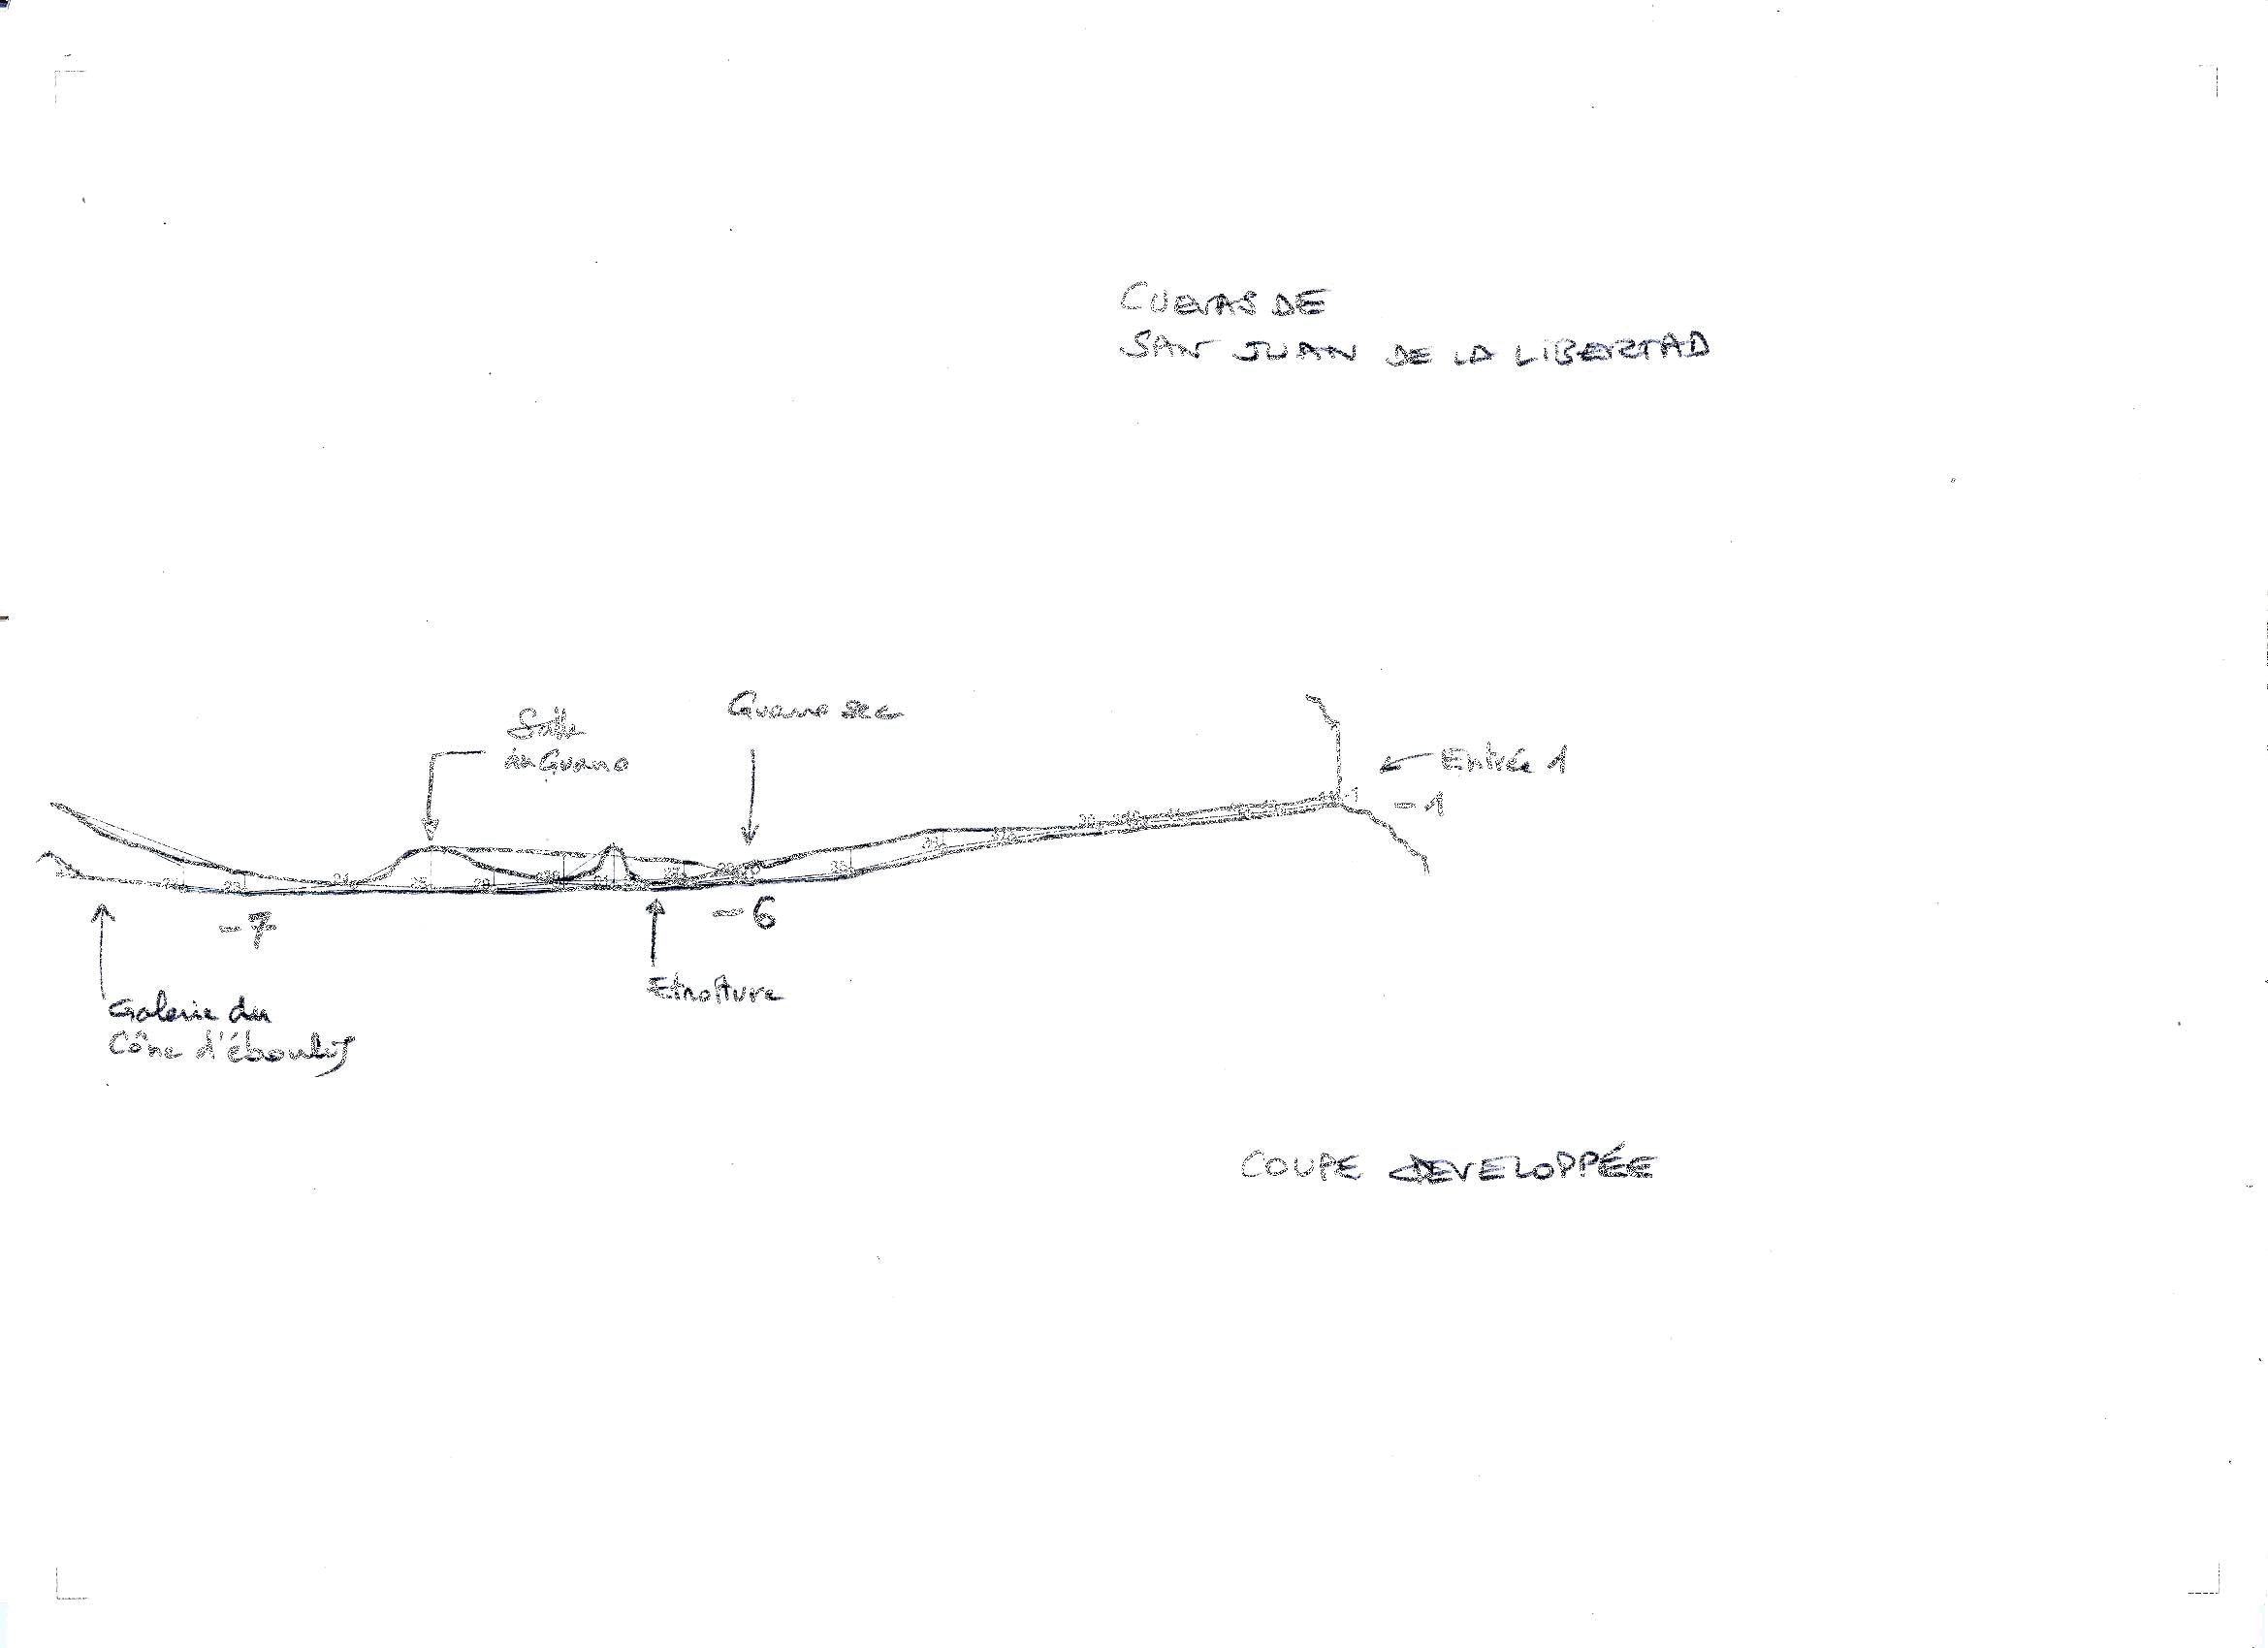 CUEVAS DE
SAN JUAN DE LA LIBERTAD
Salle
du Guano
Guano sec
Entrée 1
-1
-7
-6
Etroiture
Galerie du
Cône d'éboulis
COUPE DEVELOPPÉE